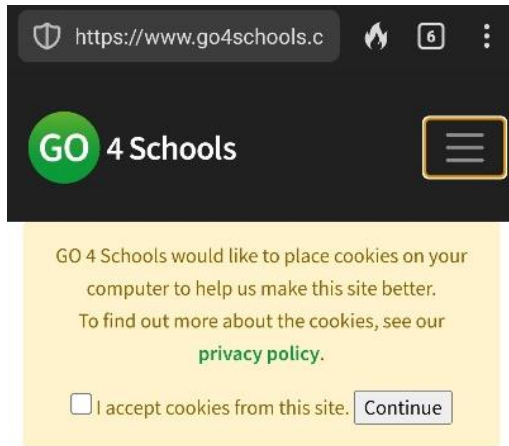 https://www.go4schools.c 6
GO 4 Schools
GO 4 Schools would like to place cookies on your
computer to help us make this site better.
To find out more about the cookies, see our
privacy policy.
I accept cookies from this site. Continue